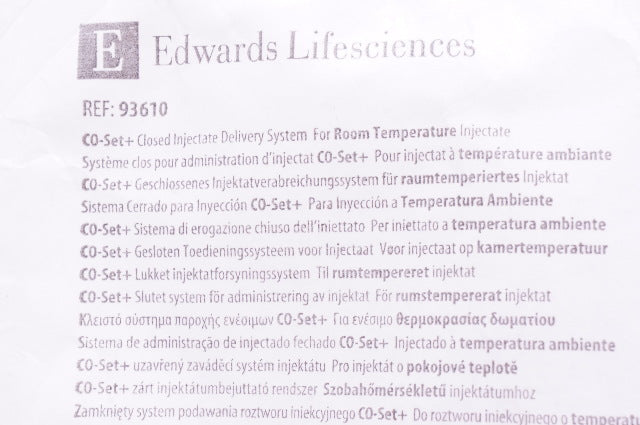 E Edwards Lifesciences
REF: 93610
CO-Set+ Closed Injectate Delivery System For Room Temperature Injectate
Système clos pour administration d'injectat CO-Set+ Pour injectat à température ambiante
CO-Set+ Geschlossenes Injektatverabreichungssystem für raumtemperiertes Injektat
Sistema Cerrado para Inyección CO-Set+ Para Inyección a Temperatura Ambiente
CO-Set+ Sistema di erogazione chiuso dell'iniettato Per iniettato a temperatura ambiente
CO-Set+ Gesloten Toedieningssysteem voor Injectaat Voor injectaat op kamertemperatuur
CO-Set+ Lukket injektatforsyningssystem Til rumtempereret injektat
CO-Set+ Slutet system för administrering av injektat För rumstempererat injektat
Κλειστό σύστημα παροχής ενέσιμων CO-Set+ Για ενέσιμο θερμοκρασίας δωματίου
Sistema de administração de injectado fechado CO-Set+ Injectado à temperatura ambiente
CO-Set+ uzavřený zaváděcí systém injektátu Pro injektát o pokojové teplotě
CO-Set+ zárt injektátumbejuttató rendszer Szobahőmérsékletű injektátumhoz
Zamknięty system podawania roztworu iniekcyjnego CO-Set+ Do roztworu iniekcyjnego o temperatu